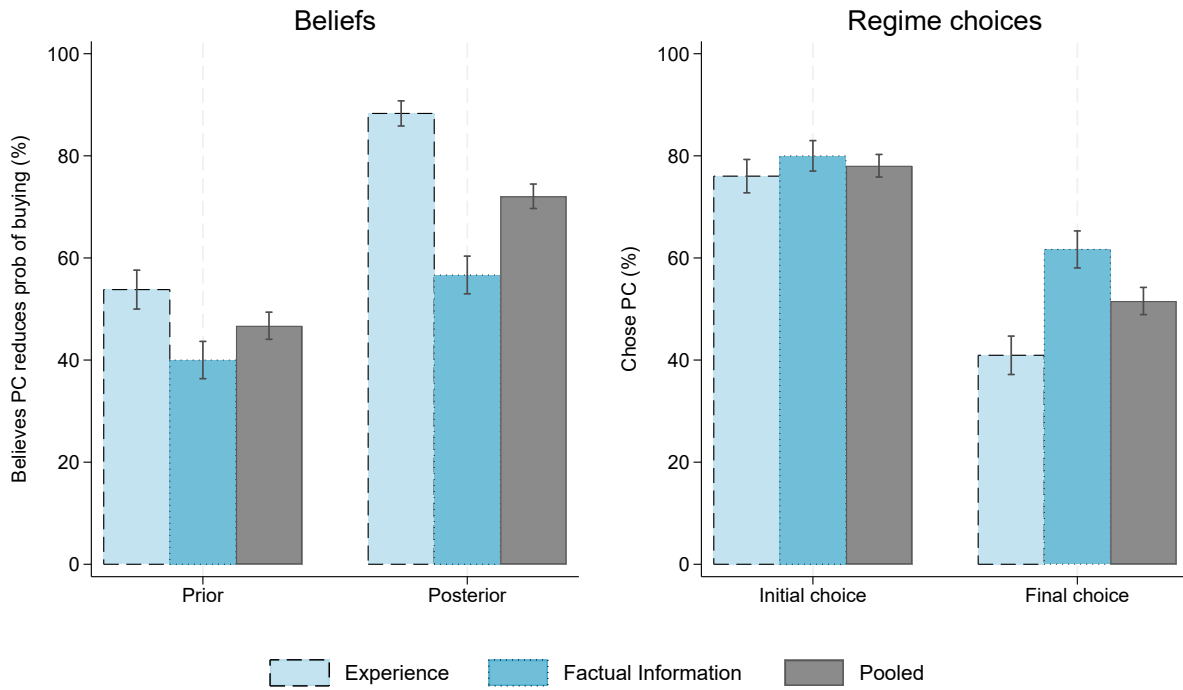 Beliefs
Believes PC reduces prob of buying (%)
100
80
60
40
20
0
Prior
Posterior
Regime choices
Chose PC (%)
100
80
60
40
20
0
Initial choice
Final choice
Experience
Factual Information
Pooled